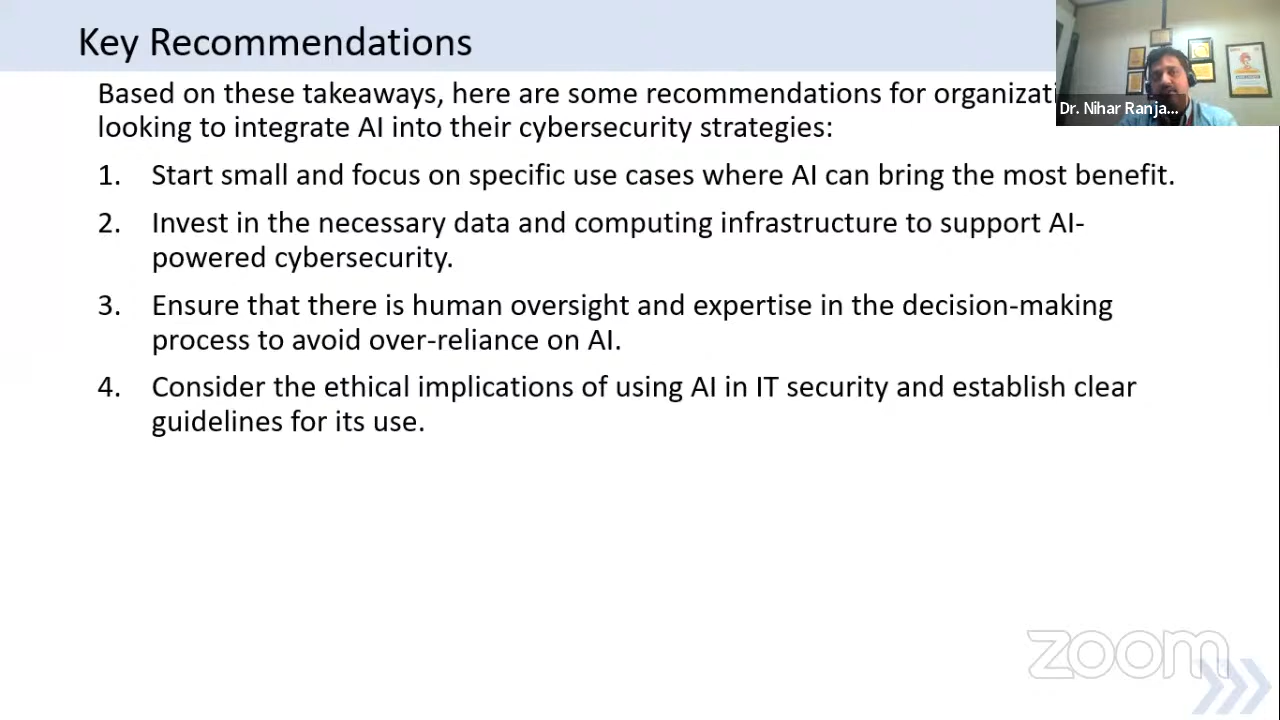 Key Recommendations
Based on these takeaways, here are some recommendations for
looking to integrate AI into their cybersecurity strategies:
1. Start small and focus on specific use cases where AI can bring the most benefit.
2. Invest in the necessary data and computing infrastructure to support AI-
powered cybersecurity.
3. Ensure that there is human oversight and expertise in the decision-making
process to avoid over-reliance on AI.
4. Consider the ethical implications of using AI in IT security and establish clear
guidelines for its use.
Dr. Nihar Ranja...
zoom